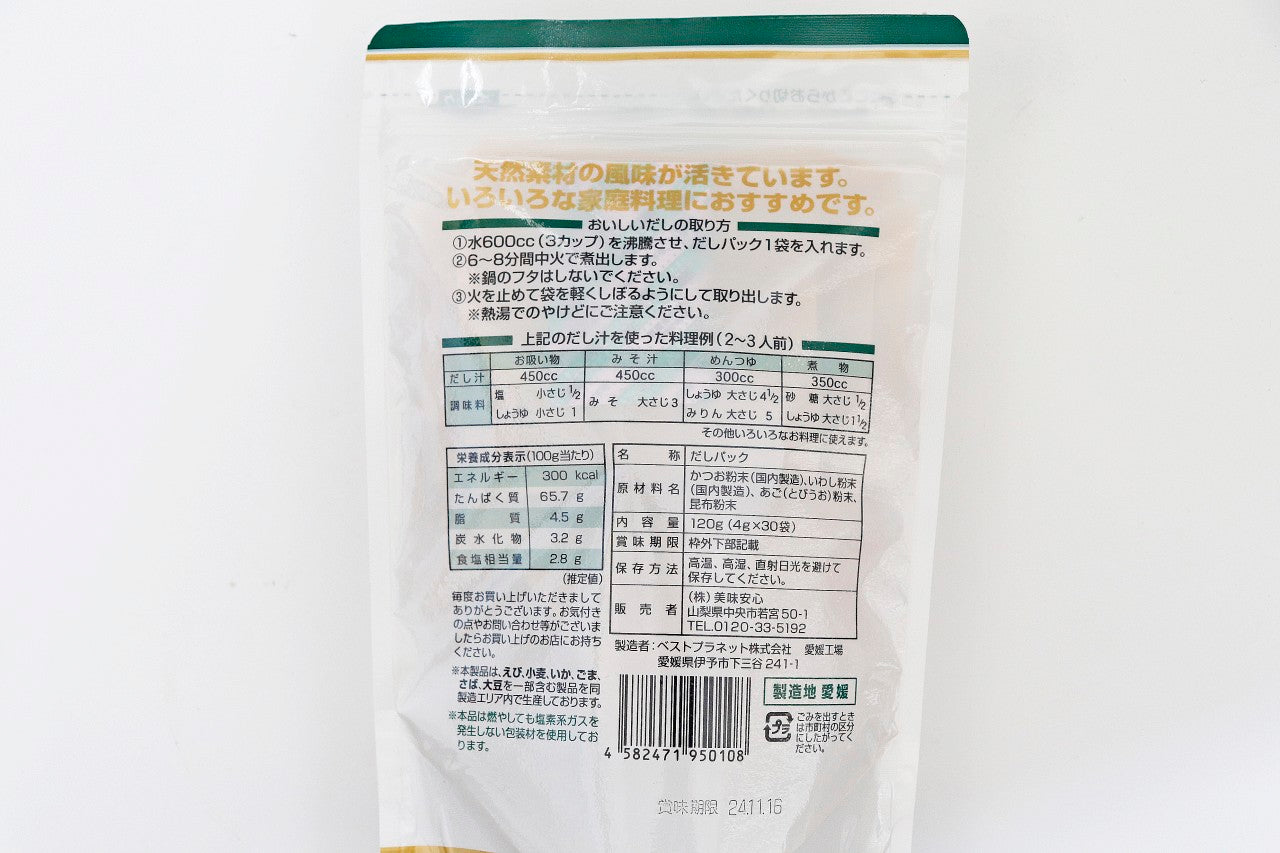 天然素材の風味が活きています。
いろいろな家庭料理におすすめです。
おいしいだしの取り方
①水600cc(3カップ)を沸騰させ、だしパック1袋を入れます。
②6〜8分間中火で煮出します。
※鍋のフタはしないでください。
③火を止めて袋を軽くしぼるようにして取り出します。
※熱湯でのやけどにご注意ください。
上記のだし汁を使った料理例(2〜3人前)
お吸い物 みそ汁 めんつゆ 煮物
だし汁 450cc 450cc 300cc 350cc
調味料 塩 小さじ1/2 みそ 大さじ3 しょうゆ 大さじ4 1/2 砂糖 大さじ1/2
しょうゆ 小さじ1 みりん 大さじ 5 しょうゆ 大さじ1 1/2
その他いろいろなお料理に使えます。
栄養成分表示(100g当たり)
エネルギー 300 kcal
たんぱく質 65.7 g
脂質 4.5 g
炭水化物 3.2 g
食塩相当量 2.8 g
(推定値)
毎度お買い上げいただきまして
ありがとうございます。お気付き
の点やお問い合わせ等がございま
したらお買い上げのお店にお持ち
ください。
※本製品は、えび、小麦、いか、ごま、
さば、大豆を一部含む製品を同
製造エリア内で生産しております。
※本品は燃やしても塩素系ガスを
発生しない包装材を使用してお
ります。
名称 だしパック
原材料名 かつお粉末(国内製造)、いわし粉末
(国内製造)、あご(とびうお)粉末、
昆布粉末
内容量 120g(4g×30袋)
賞味期限 枠外下部記載
保存方法 高温、高湿、直射日光を避けて
保存してください。
販売者 (株)美味安心
山梨県中央市若宮50-1
TEL.0120-33-5192
製造者:ベストプラネット株式会社 愛媛工場
愛媛県伊予市下三谷241-1
製造地 愛媛
プラ
ごみを出すとき
は市町村の区分
にしたがってく
ださい。
4 582471 950108
賞味期限 24.11.16